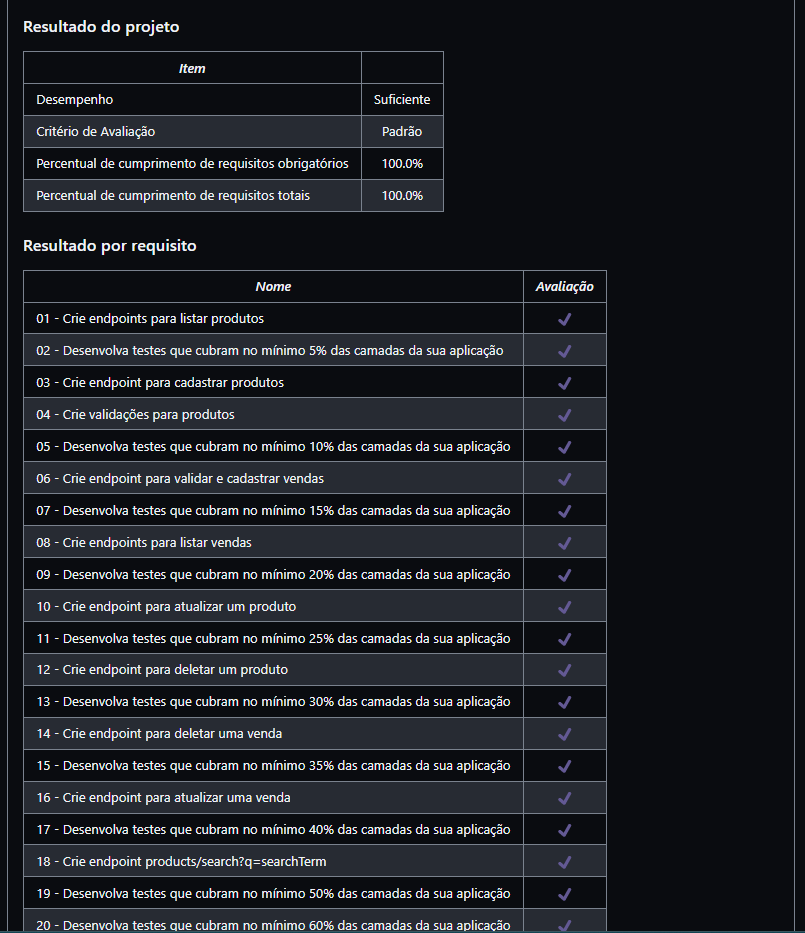 Resultado do projeto
Item
Desempenho Suficiente
Critério de Avaliação Padrão
Percentual de cumprimento de requisitos obrigatórios 100.0%
Percentual de cumprimento de requisitos totais 100.0%
Resultado por requisito
Nome Avaliação
01 - Crie endpoints para listar produtos
02 - Desenvolva testes que cubram no mínimo 5% das camadas da sua aplicação
03 - Crie endpoint para cadastrar produtos
04 - Crie validações para produtos
05 - Desenvolva testes que cubram no mínimo 10% das camadas da sua aplicação
06 - Crie endpoint para validar e cadastrar vendas
07 - Desenvolva testes que cubram no mínimo 15% das camadas da sua aplicação
08 - Crie endpoints para listar vendas
09 - Desenvolva testes que cubram no mínimo 20% das camadas da sua aplicação
10 - Crie endpoint para atualizar um produto
11 - Desenvolva testes que cubram no mínimo 25% das camadas da sua aplicação
12 - Crie endpoint para deletar um produto
13 - Desenvolva testes que cubram no mínimo 30% das camadas da sua aplicação
14 - Crie endpoint para deletar uma venda
15 - Desenvolva testes que cubram no mínimo 35% das camadas da sua aplicação
16 - Crie endpoint para atualizar uma venda
17 - Desenvolva testes que cubram no mínimo 40% das camadas da sua aplicação
18 - Crie endpoint products/search?q=searchTerm
19 - Desenvolva testes que cubram no mínimo 50% das camadas da sua aplicação
20 - Desenvolva testes que cubram no mínimo 60% das camadas da sua aplicação